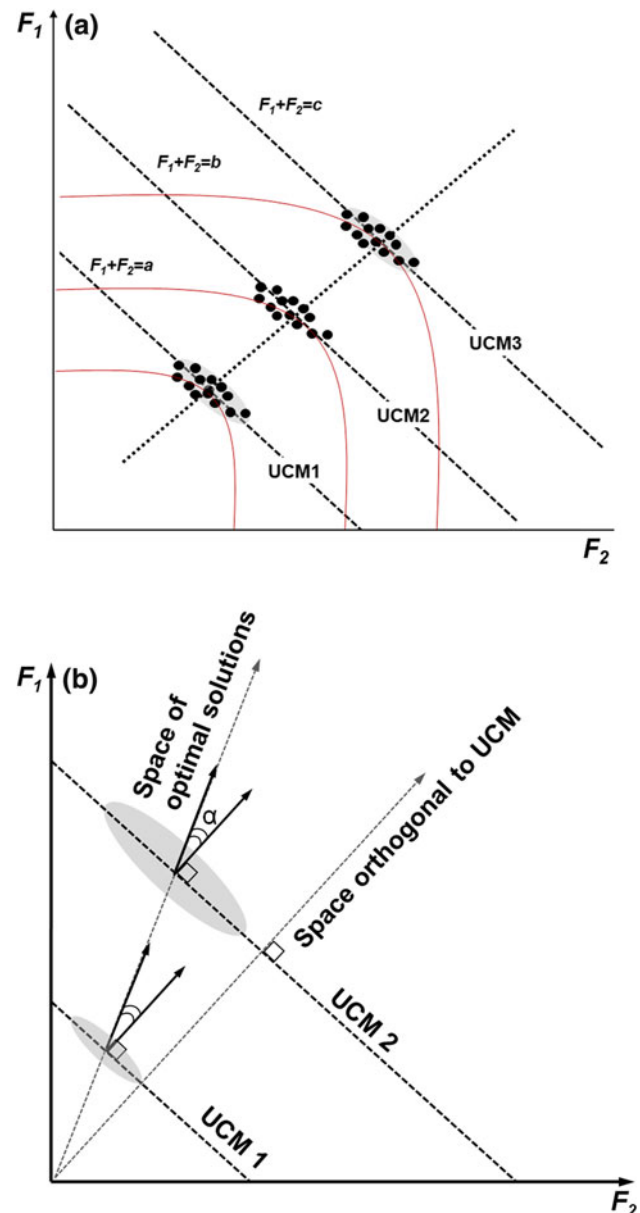 F₁ (a)
F₁+F₂=c
F₁+F₂=b
F₁+F₂=a
UCM3
UCM2
UCM1
F₂
F₁ (b)
Space of
optimal solutions
α
Space orthogonal to UCM
UCM 2
UCM 1
F₂